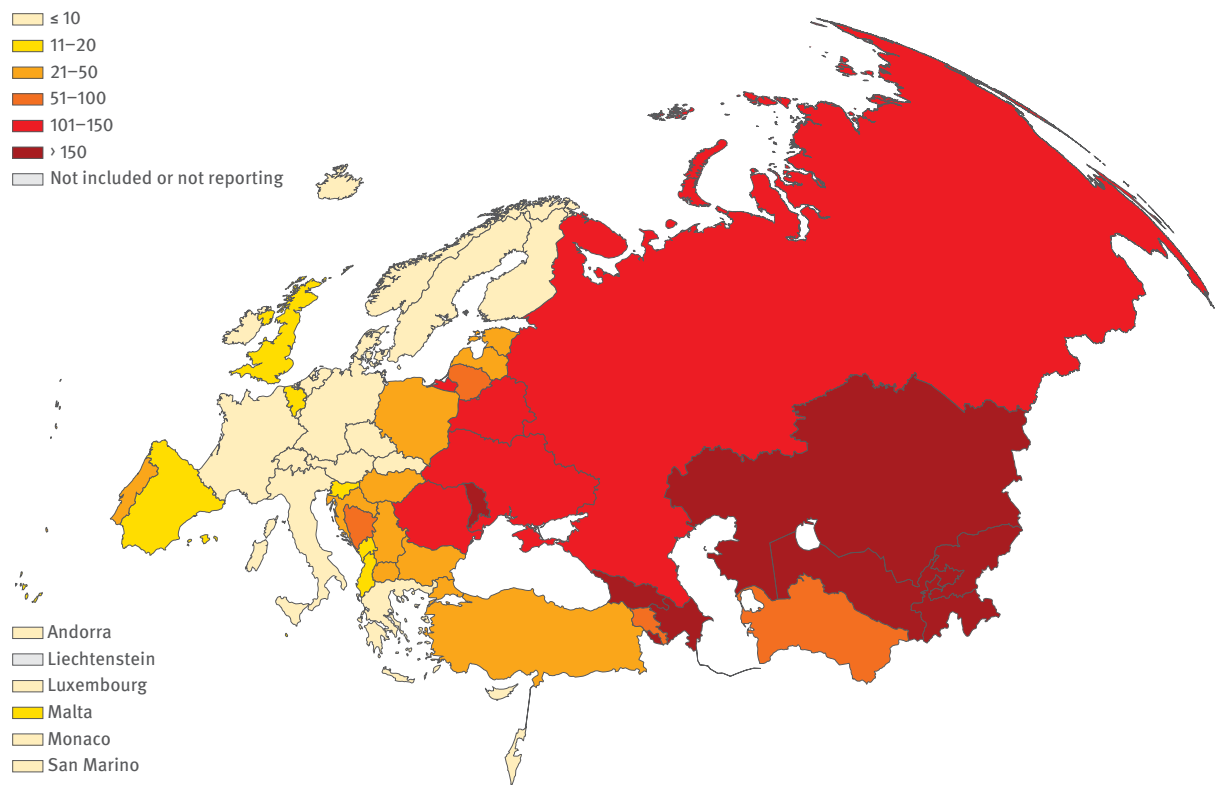 ≤ 10
11–20
21–50
51–100
101–150
› 150
Not included or not reporting
Andorra
Liechtenstein
Luxembourg
Malta
Monaco
San Marino